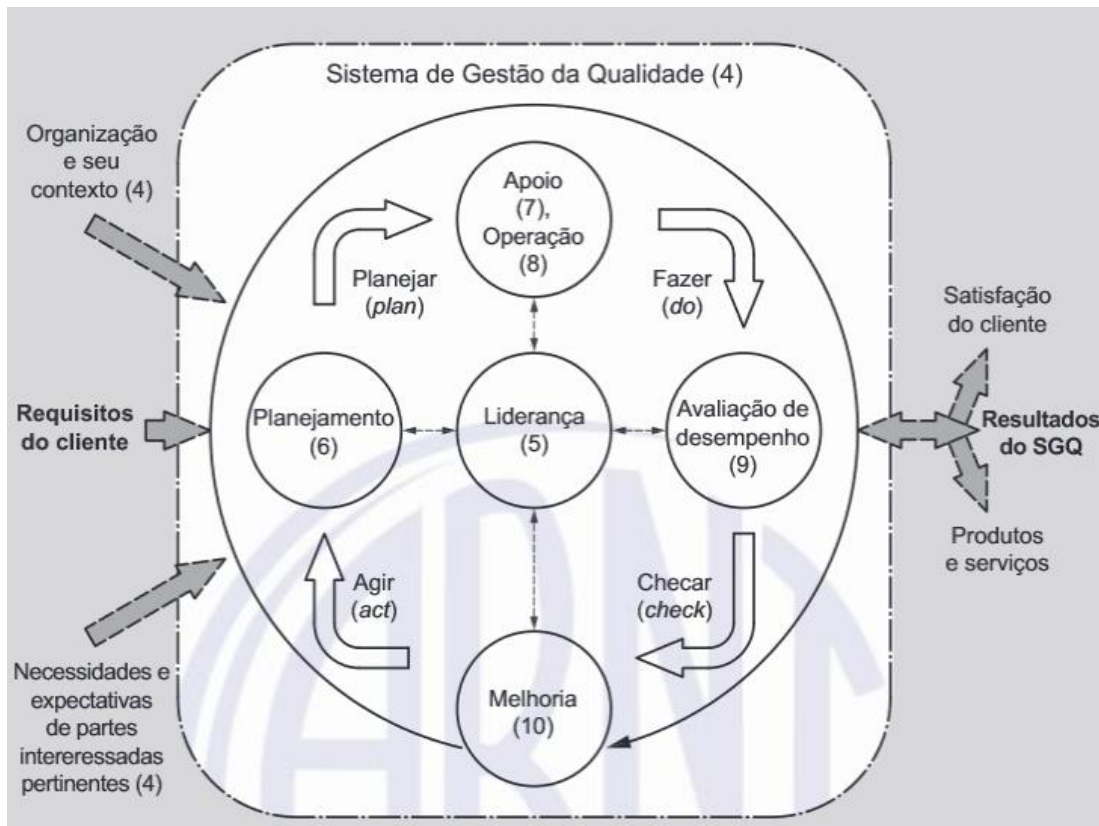 Sistema de Gestão da Qualidade (4)
Organização
e seu
contexto (4)
Apoio
(7),
Operação
(8)
Planejar
(plan)
Fazer
(do)
Satisfação
do cliente
Requisitos
do cliente
Planejamento
(6)
Liderança
(5)
Avaliação de
desempenho
(9)
Resultados
do SGQ
Produtos
e serviços
Agir
(act)
Checar
(check)
Necessidades e
expectativas
de partes
intereressadas
pertinentes (4)
Melhoria
(10)